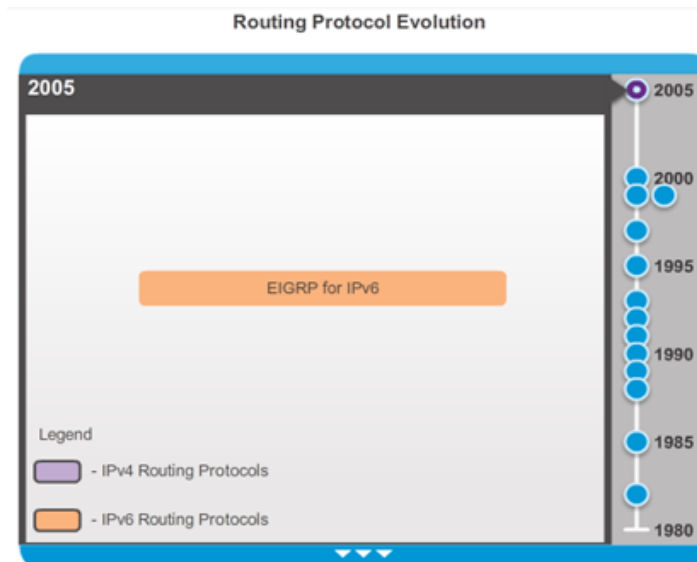 Routing Protocol Evolution
2005
2005
2000
1995
EIGRP for IPv6
1990
Legend
1985
- IPv4 Routing Protocols
- IPv6 Routing Protocols
1980